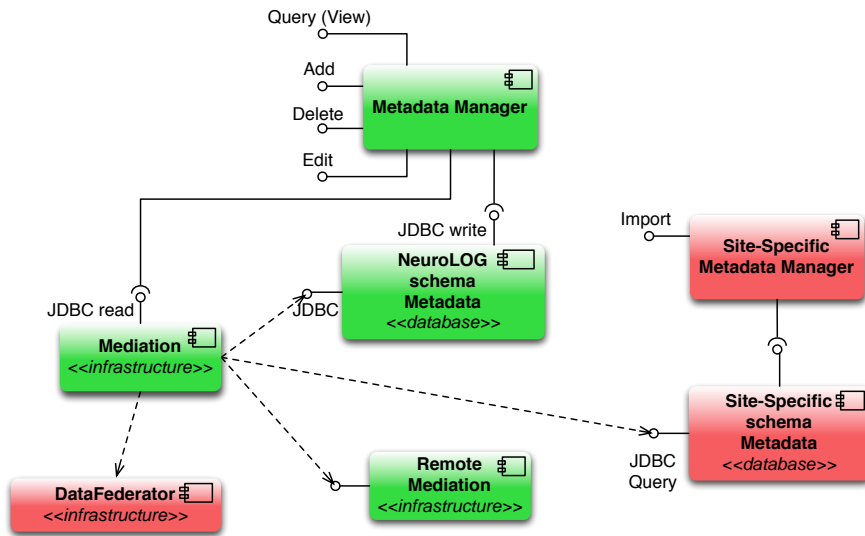 Query (View)
Add
Metadata Manager
Delete
Edit
JDBC write
Import
Site-Specific
Metadata Manager
NeuroLOG
schema
Metadata
<<database>>
JDBC
JDBC read
Mediation
<<infrastructure>>
Site-Specific
schema
Metadata
<<database>>
JDBC
Query
Remote
Mediation
<<infrastructure>>
DataFederator
<<infrastructure>>